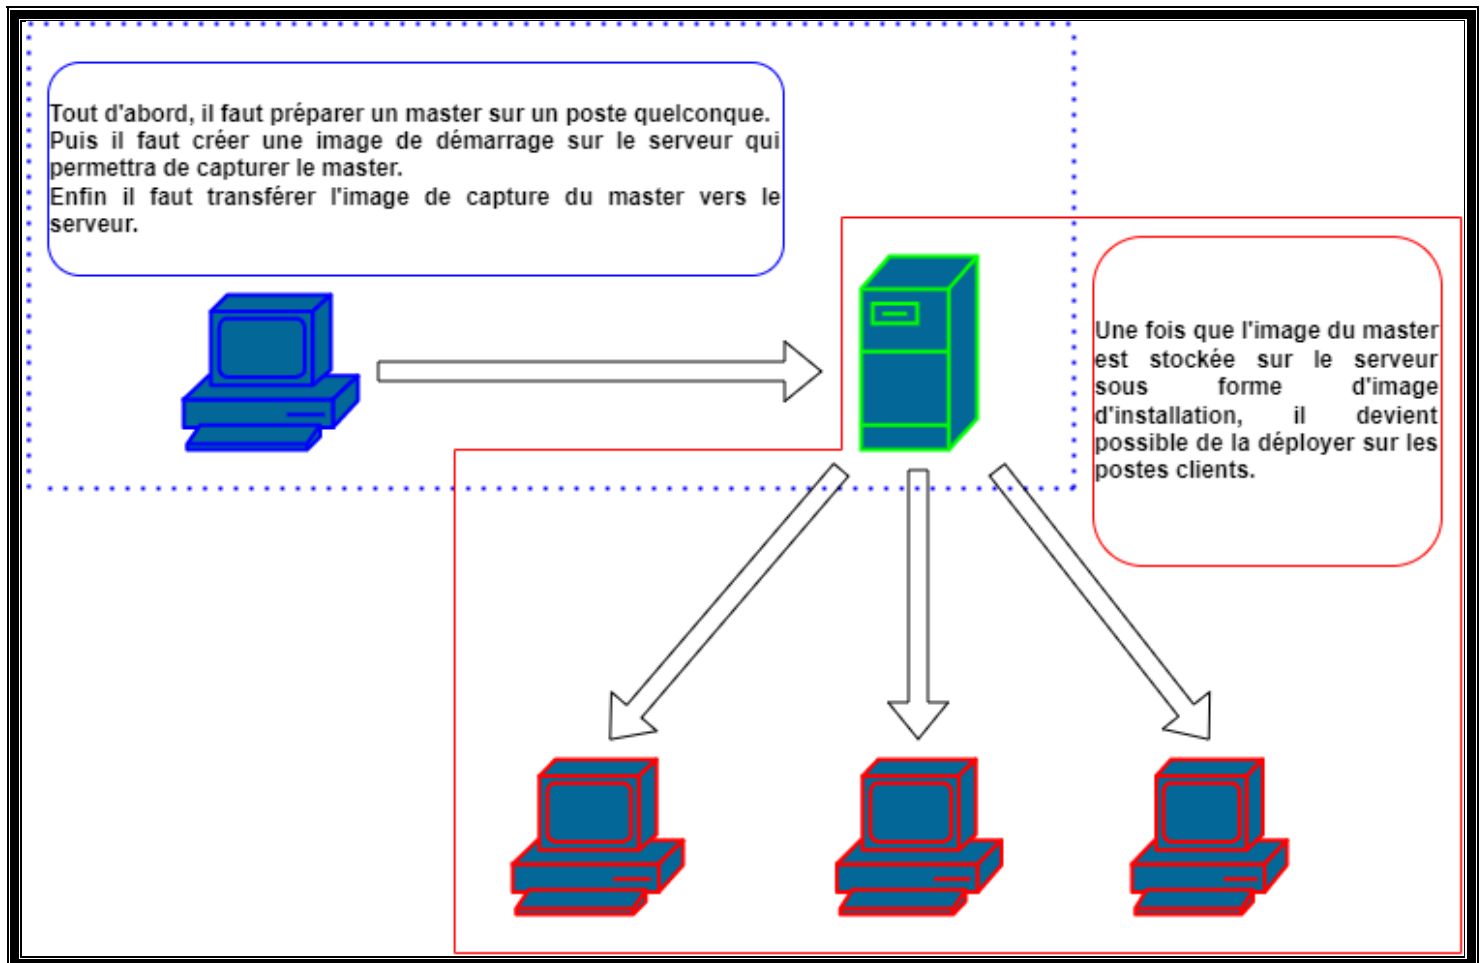 Tout d'abord, il faut préparer un master sur un poste quelconque.
Puis il faut créer une image de démarrage sur le serveur qui
permettra de capturer le master.
Enfin il faut transférer l'image de capture du master vers le
serveur.
Une fois que l'image du master
est stockée sur le serveur
sous forme d'image
d'installation, il devient
possible de la déployer sur les
postes clients.